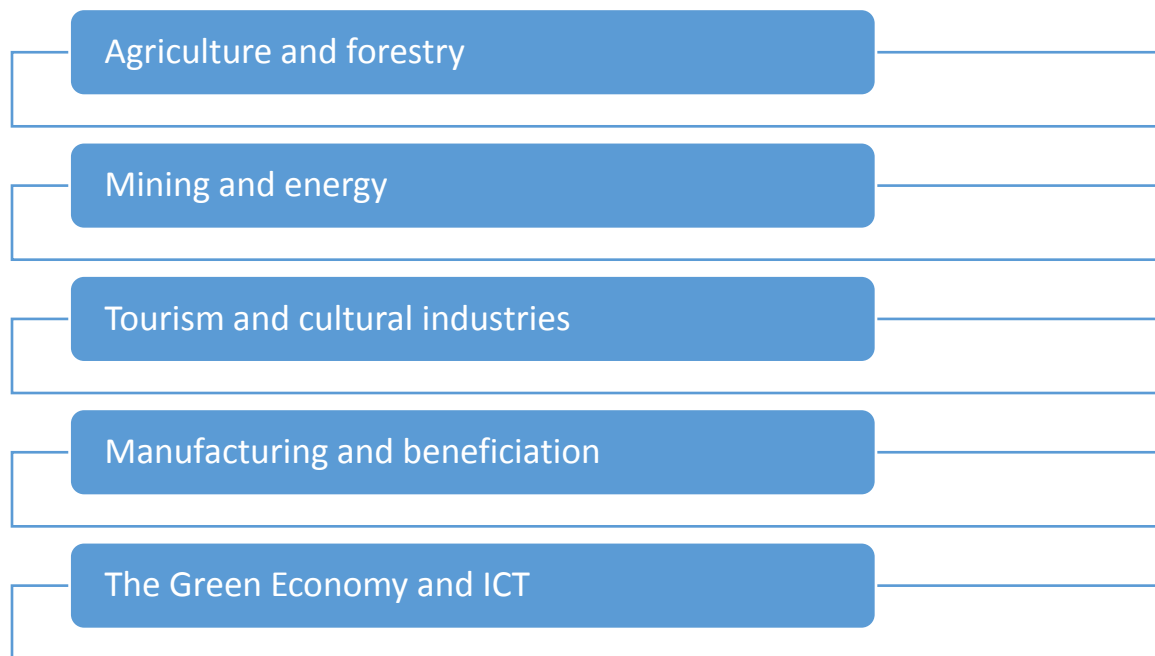 Agriculture and forestry
Mining and energy
Tourism and cultural industries
Manufacturing and beneficiation
The Green Economy and ICT